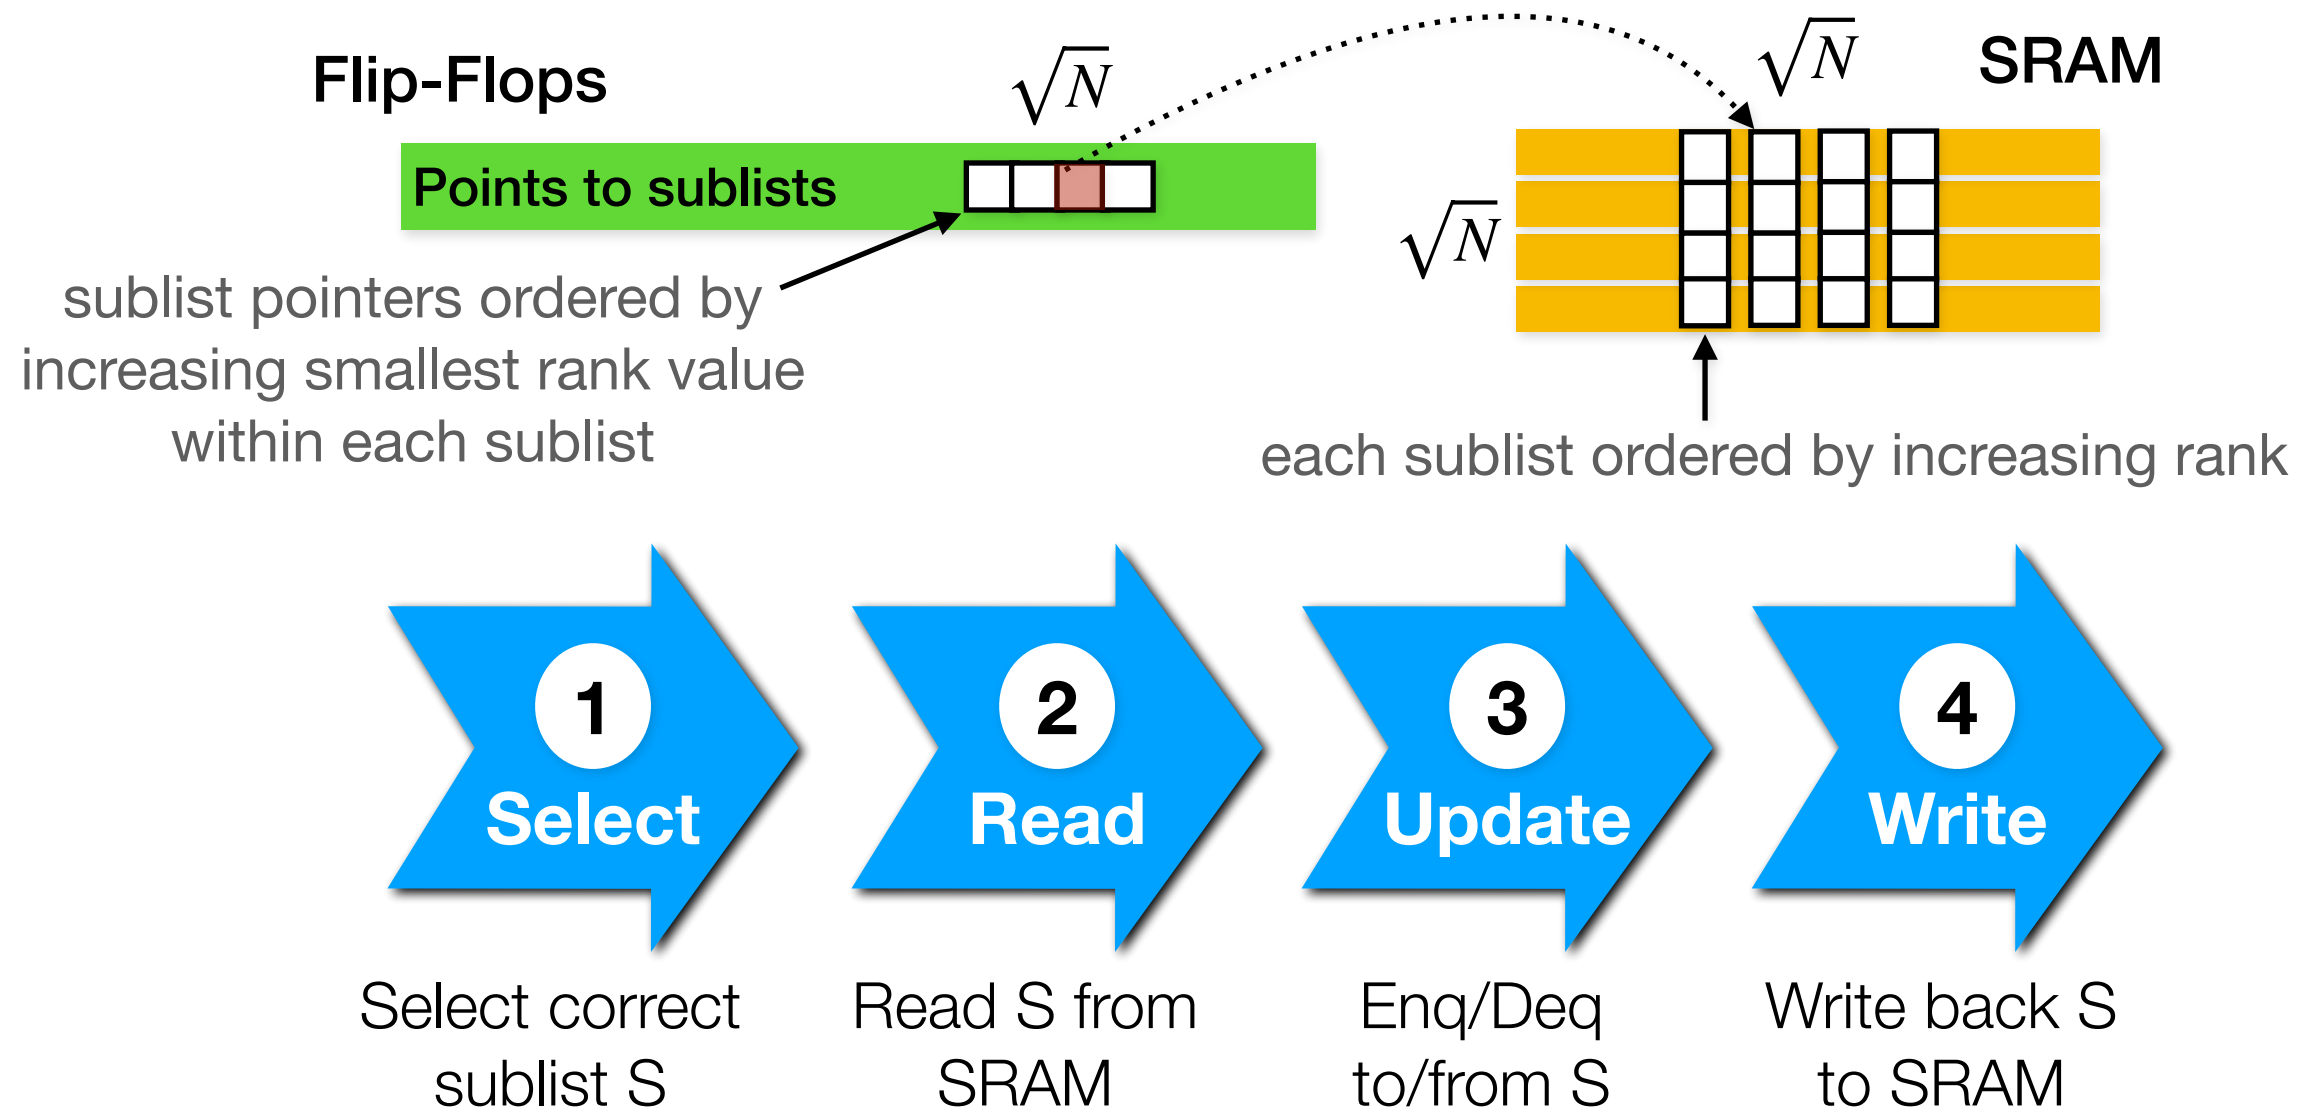 Flip-Flops
√N
√N
SRAM
Points to sublists
√N
sublist pointers ordered by
increasing smallest rank value
within each sublist
each sublist ordered by increasing rank
1
Select
2
Read
3
Update
4
Write
Select correct
sublist S
Read S from
SRAM
Enq/Deq
to/from S
Write back S
to SRAM